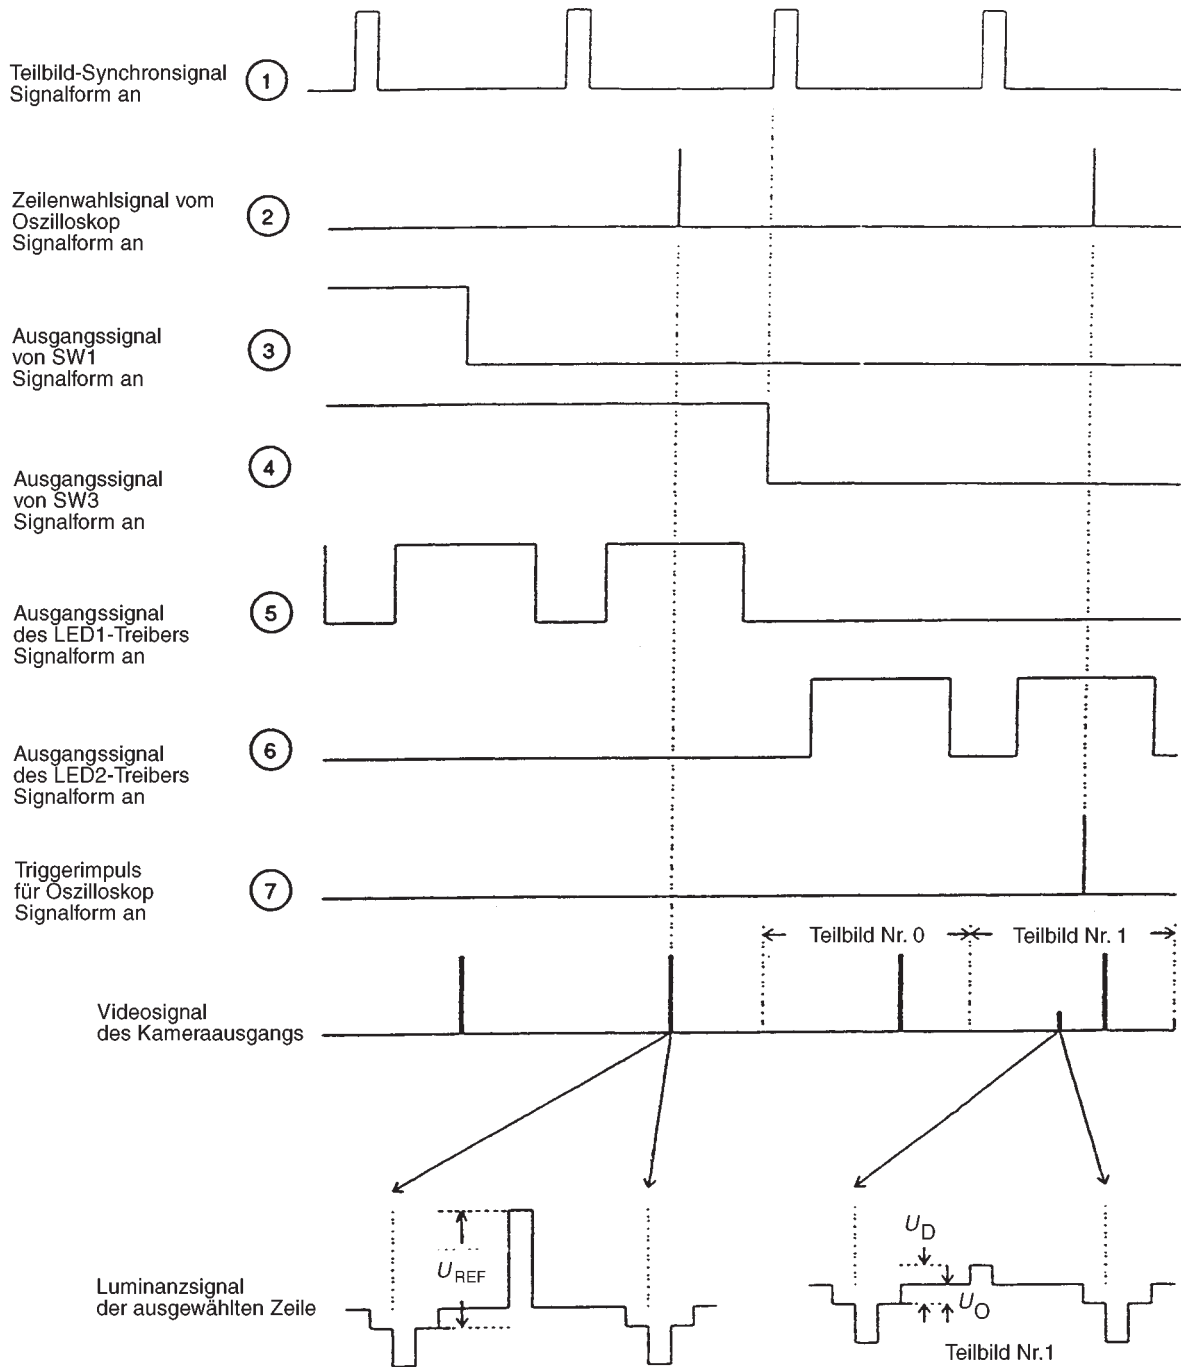 Teilbild-Synchronsignal
Signalform an
1
Zeilenwahlsignal vom
Oszilloskop
Signalform an
2
Ausgangssignal
von SW1
Signalform an
3
Ausgangssignal
von SW3
Signalform an
4
Ausgangssignal
des LED1-Treibers
Signalform an
5
Ausgangssignal
des LED2-Treibers
Signalform an
6
Triggerimpuls
für Oszilloskop
Signalform an
7
Teilbild Nr. 0
Teilbild Nr. 1
Videosignal
des Kameraausgangs
Luminanzsignal
der ausgewählten Zeile
UREF
UD
UO
Teilbild Nr.1